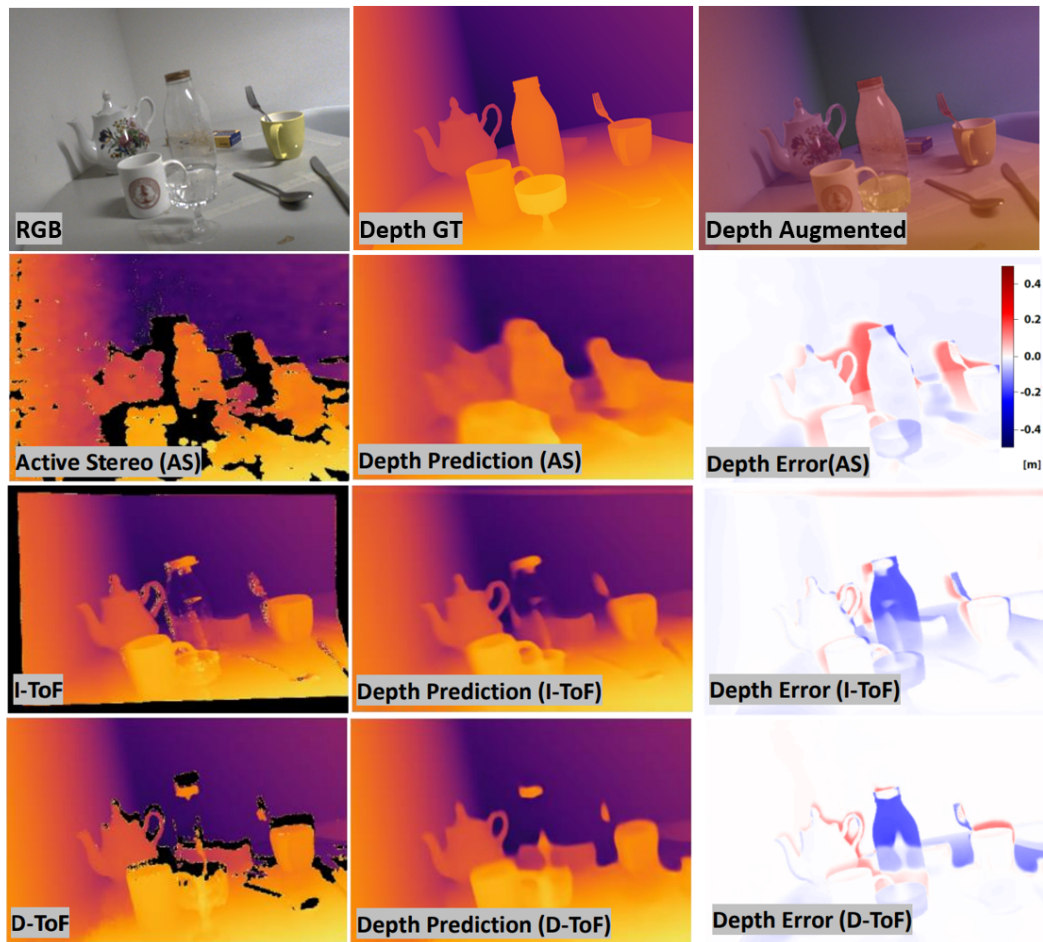 RGB
Depth GT
Depth Augmented
Active Stereo (AS)
Depth Prediction (AS)
Depth Error(AS)
0.4
0.2
0.0
-0.2
-0.4
[m]
I-ToF
Depth Prediction (I-ToF)
Depth Error (I-ToF)
D-ToF
Depth Prediction (D-ToF)
Depth Error (D-ToF)